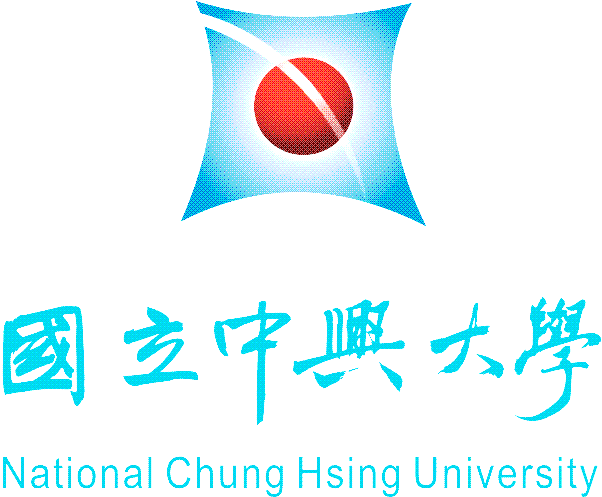 國立中興大學
National Chung Hsing University